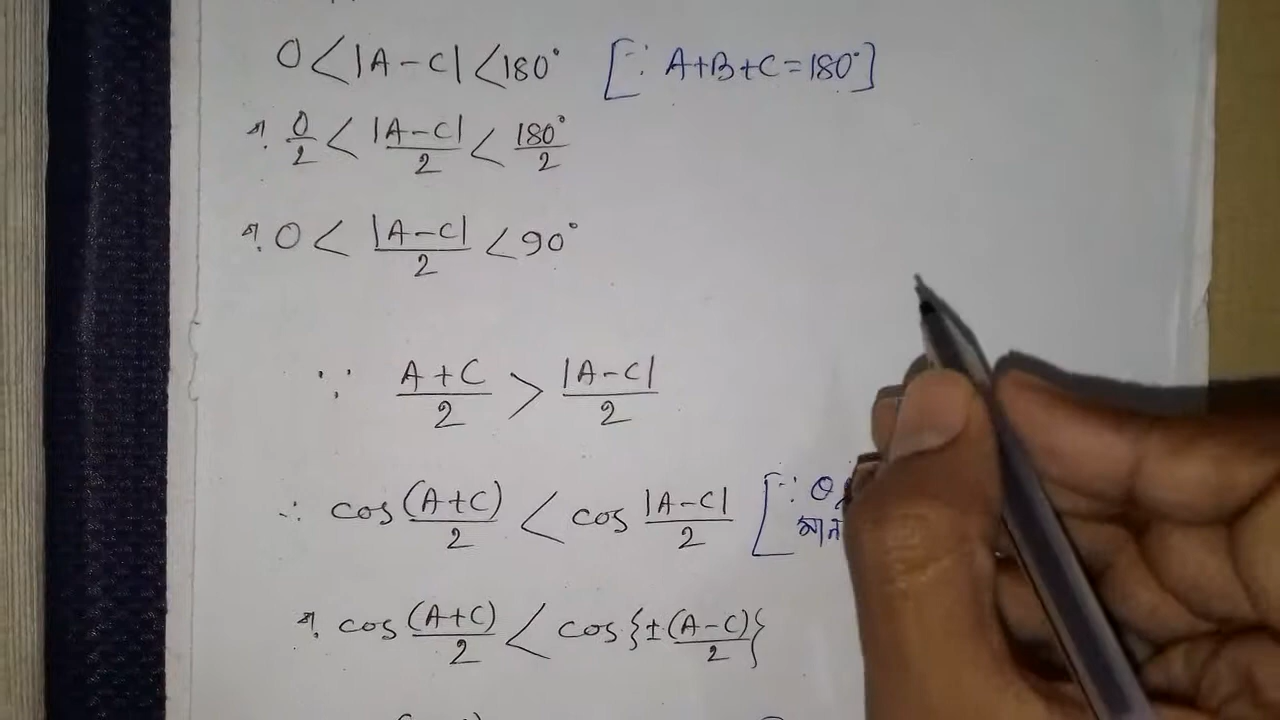 0 < |A-C| < 180° [∵ A+B+C=180°]
বা, 0/2 < |A-C|/2 < 180°/2
বা, 0 < |A-C|/2 < 90°
∵ A+C/2 > |A-C|/2
∴ cos (A+C)/2 < cos |A-C|/2 [∵ θ
মান
বা, cos (A+C)/2 < cos{±(A-C)/2}